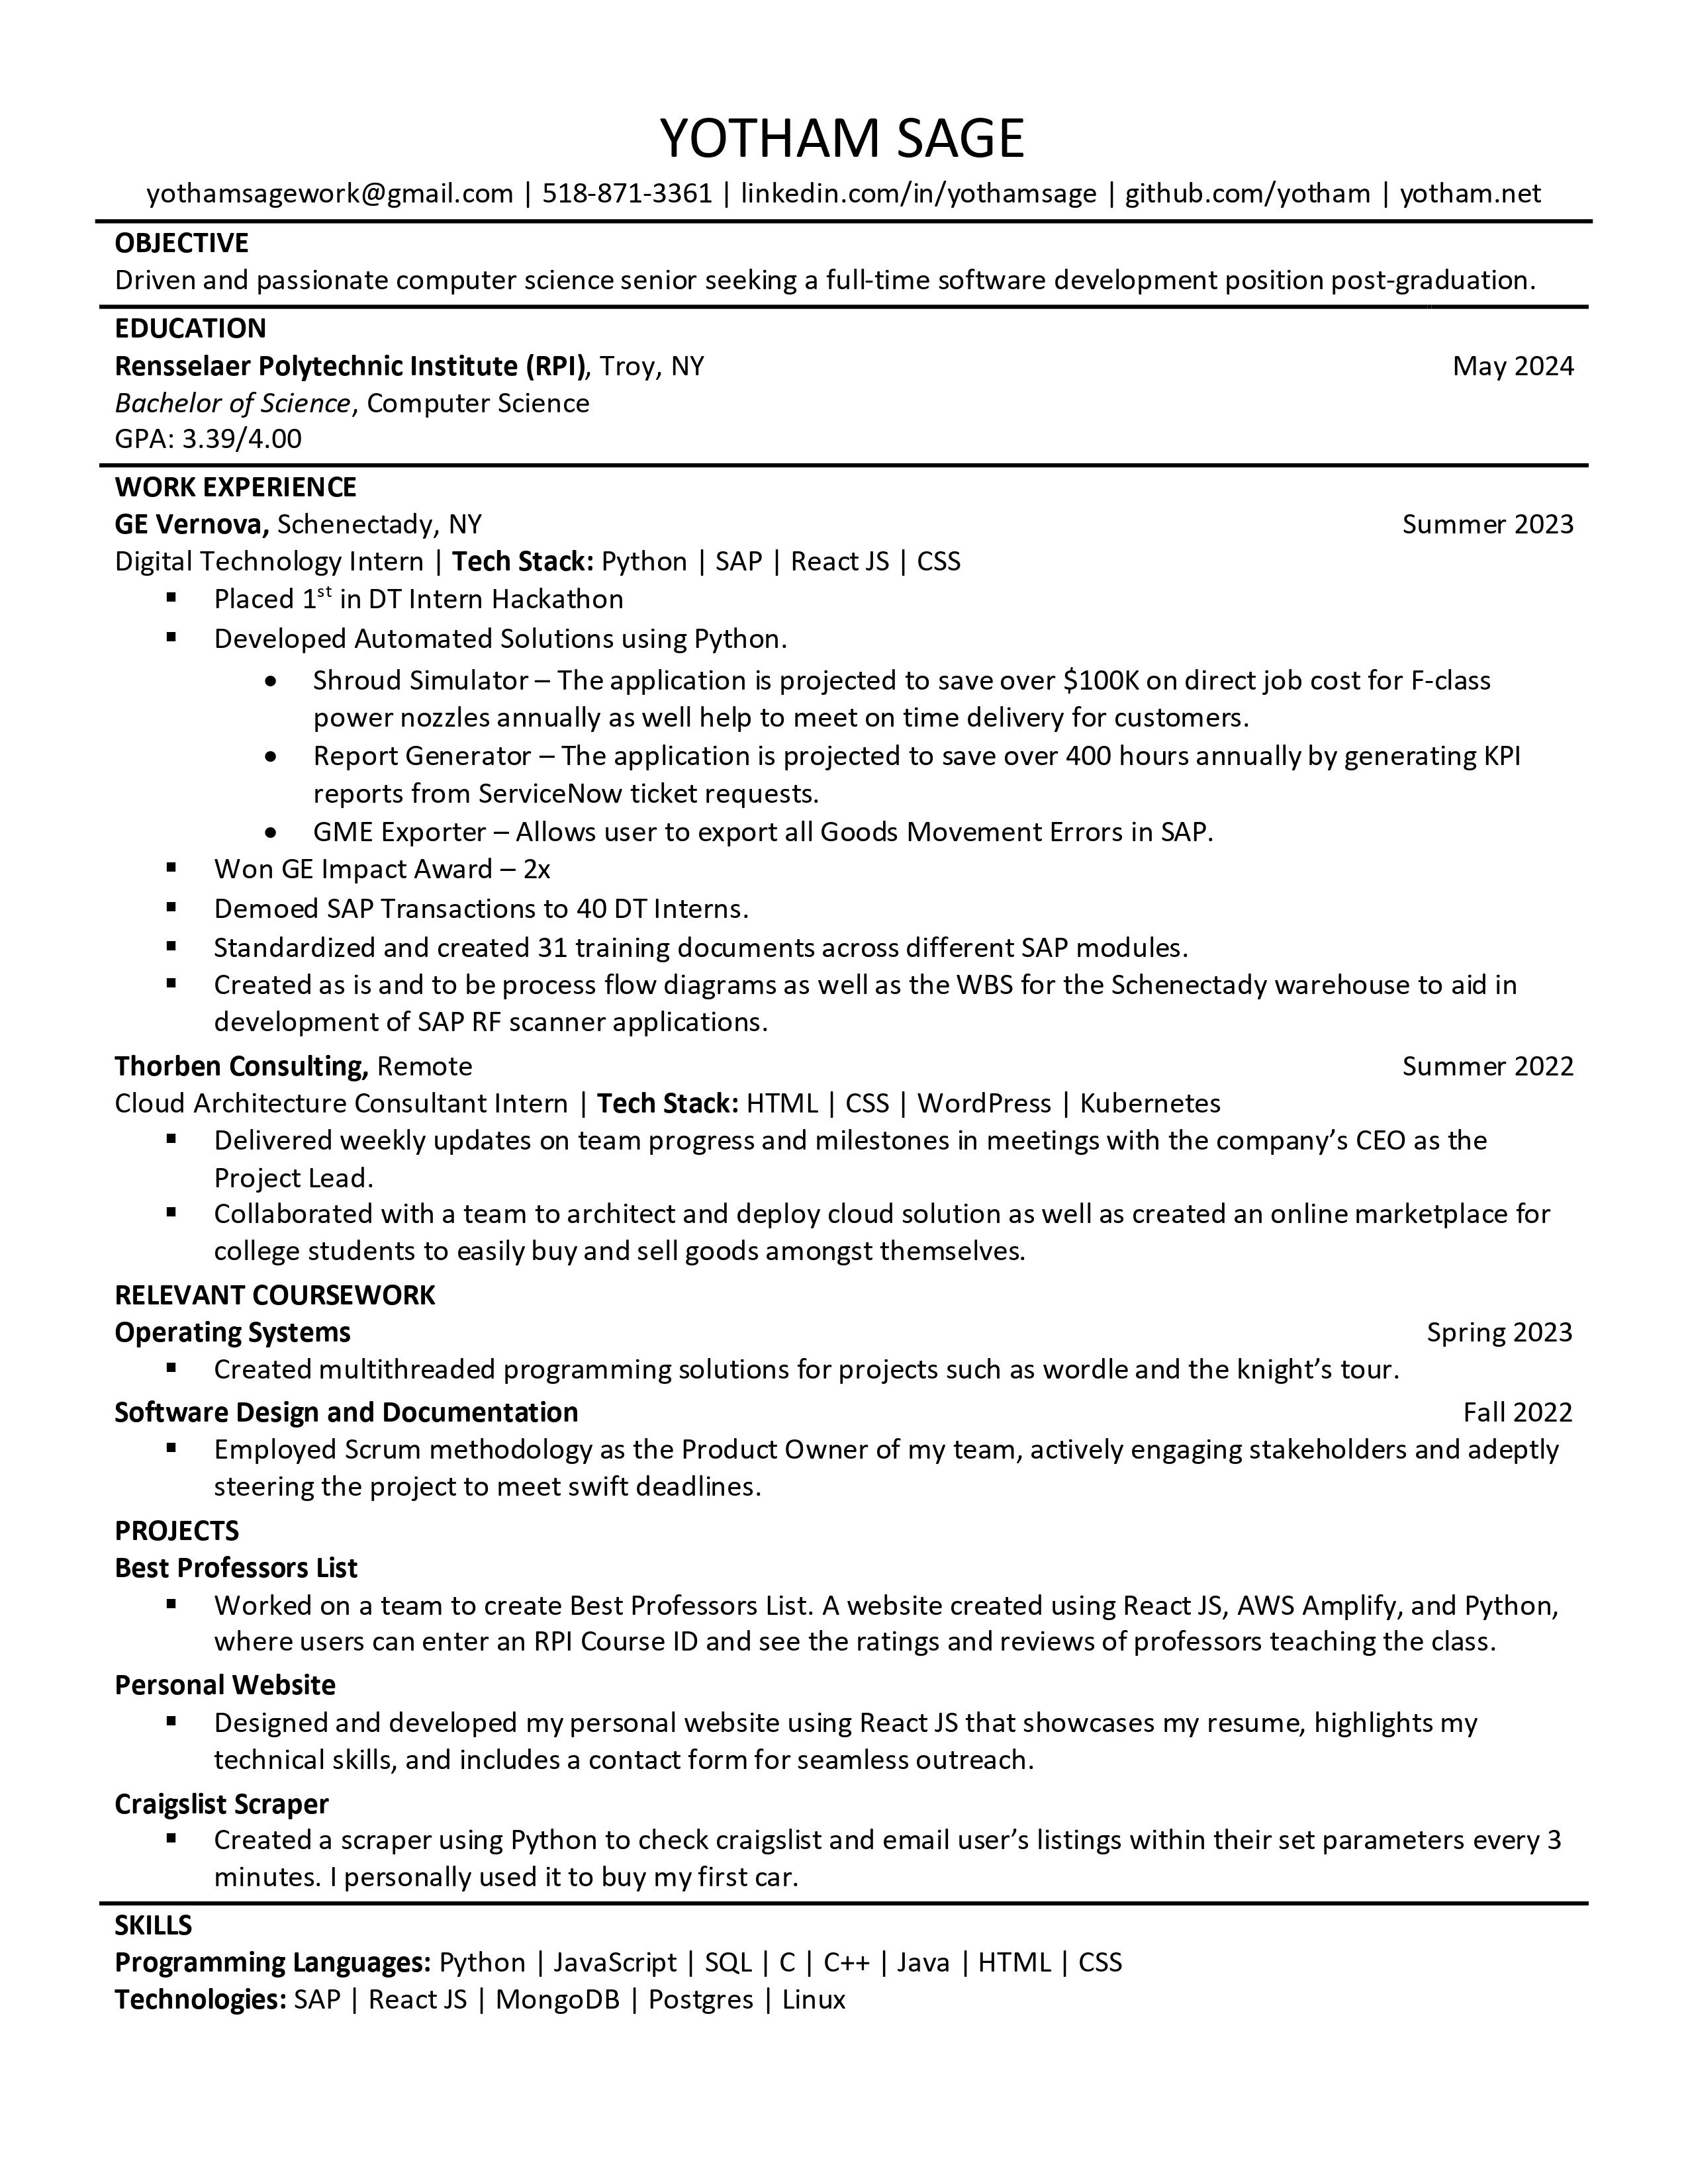 YOTHAM SAGE
yothamsagework@gmail.com | 518-871-3361 | linkedin.com/in/yothamsage | github.com/yotham | yotham.net
OBJECTIVE
Driven and passionate computer science senior seeking a full-time software development position post-graduation.
EDUCATION
Rensselaer Polytechnic Institute (RPI), Troy, NY May 2024
Bachelor of Science, Computer Science
GPA: 3.39/4.00
WORK EXPERIENCE
GE Vernova, Schenectady, NY Summer 2023
Digital Technology Intern | Tech Stack: Python | SAP | React JS | CSS
▪ Placed 1st in DT Intern Hackathon
▪ Developed Automated Solutions using Python.
• Shroud Simulator – The application is projected to save over $100K on direct job cost for F-class
power nozzles annually as well help to meet on time delivery for customers.
• Report Generator – The application is projected to save over 400 hours annually by generating KPI
reports from ServiceNow ticket requests.
• GME Exporter – Allows user to export all Goods Movement Errors in SAP.
▪ Won GE Impact Award – 2x
▪ Demoed SAP Transactions to 40 DT Interns.
▪ Standardized and created 31 training documents across different SAP modules.
▪ Created as is and to be process flow diagrams as well as the WBS for the Schenectady warehouse to aid in
development of SAP RF scanner applications.
Thorben Consulting, Remote Summer 2022
Cloud Architecture Consultant Intern | Tech Stack: HTML | CSS | WordPress | Kubernetes
▪ Delivered weekly updates on team progress and milestones in meetings with the company’s CEO as the
Project Lead.
▪ Collaborated with a team to architect and deploy cloud solution as well as created an online marketplace for
college students to easily buy and sell goods amongst themselves.
RELEVANT COURSEWORK
Operating Systems Spring 2023
▪ Created multithreaded programming solutions for projects such as wordle and the knight’s tour.
Software Design and Documentation Fall 2022
▪ Employed Scrum methodology as the Product Owner of my team, actively engaging stakeholders and adeptly
steering the project to meet swift deadlines.
PROJECTS
Best Professors List
▪ Worked on a team to create Best Professors List. A website created using React JS, AWS Amplify, and Python,
where users can enter an RPI Course ID and see the ratings and reviews of professors teaching the class.
Personal Website
▪ Designed and developed my personal website using React JS that showcases my resume, highlights my
technical skills, and includes a contact form for seamless outreach.
Craigslist Scraper
▪ Created a scraper using Python to check craigslist and email user’s listings within their set parameters every 3
minutes. I personally used it to buy my first car.
SKILLS
Programming Languages: Python | JavaScript | SQL | C | C++ | Java | HTML | CSS
Technologies: SAP | React JS | MongoDB | Postgres | Linux